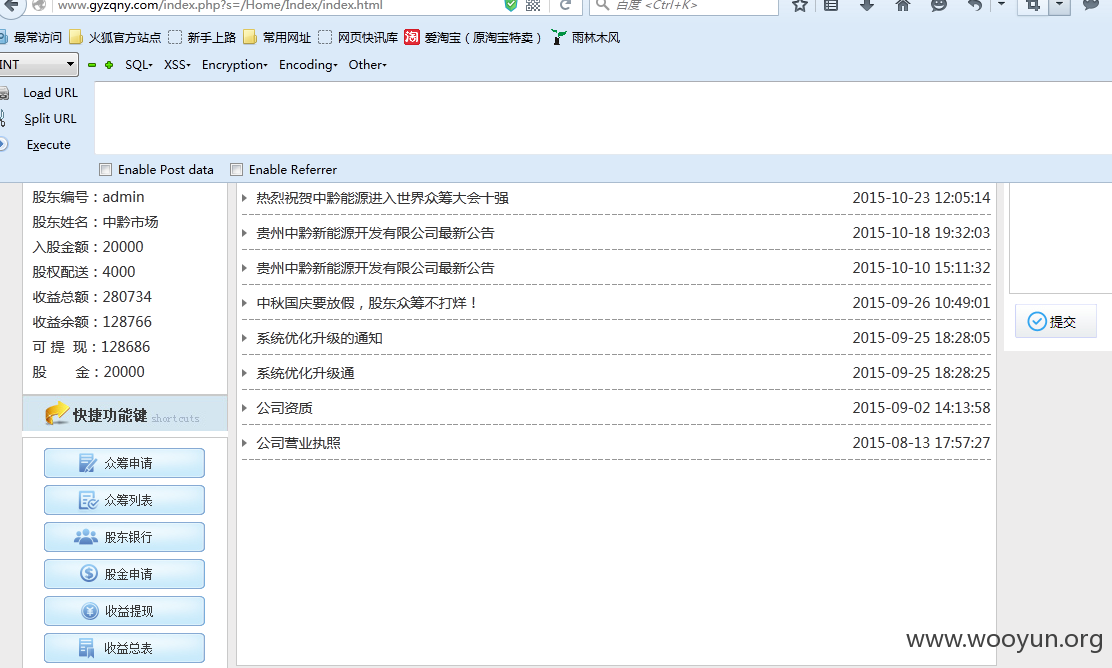 www.gyzqny.com/index.php?s=/Home/Index/index.html
百度 <Ctrl+K>
最常访问 火狐官方站点 新手上路 常用网址 网页快讯库 淘 爱淘宝（原淘宝特卖） 雨林木风
INT SQL XSS Encryption Encoding Other
Load URL
Split URL
Execute
Enable Post data Enable Referrer
股东编号：admin
股东姓名：中黔市场
入股金额：20000
股权配送：4000
收益总额：280734
收益余额：128766
可 提 现：128686
股 金：20000
快捷功能键 shortcuts
众筹申请
众筹列表
股东银行
股金申请
收益提现
收益总表
热烈祝贺中黔能源进入世界众筹大会十强 2015-10-23 12:05:14
贵州中黔新能源开发有限公司最新公告 2015-10-18 19:32:03
贵州中黔新能源开发有限公司最新公告 2015-10-10 15:11:32
中秋国庆要放假，股东众筹不打烊！ 2015-09-26 10:49:01
系统优化升级的通知 2015-09-25 18:28:05
系统优化升级通 2015-09-25 18:28:25
公司资质 2015-09-02 14:13:58
公司营业执照 2015-08-13 17:57:27
提交
www.wooyun.org